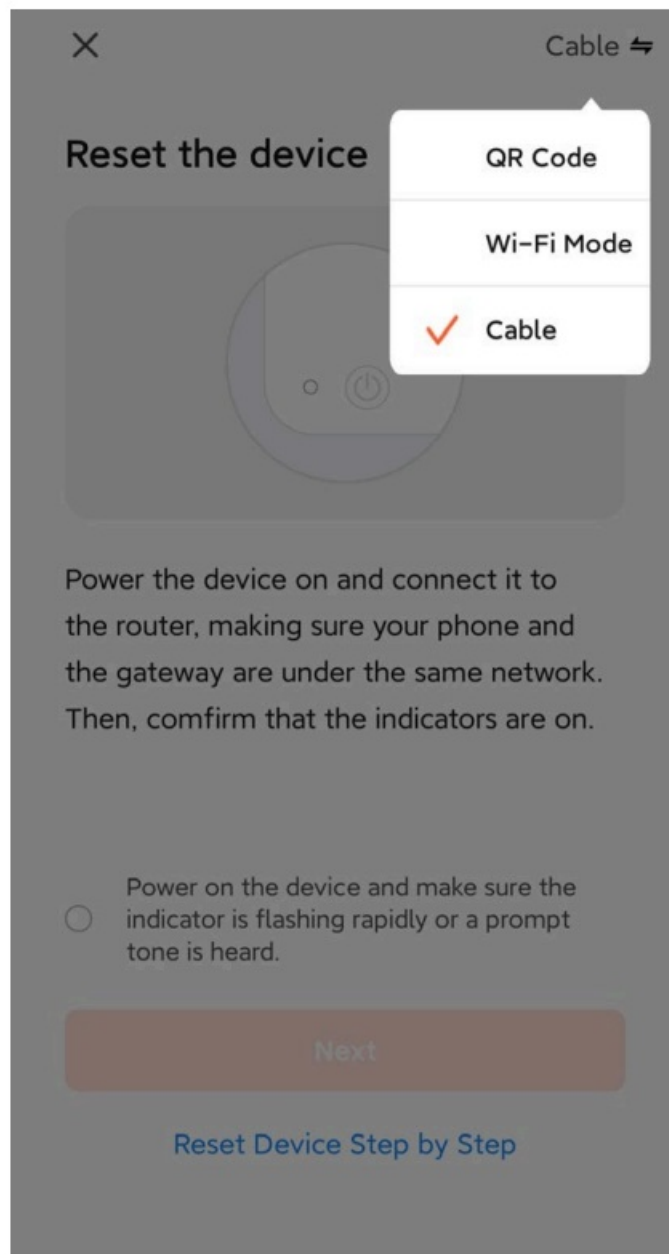 Cable
Reset the device
QR Code
Wi-Fi Mode
Cable
Power the device on and connect it to
the router, making sure your phone and
the gateway are under the same network.
Then, comfirm that the indicators are on.
Power on the device and make sure the
indicator is flashing rapidly or a prompt
tone is heard.
Next
Reset Device Step by Step